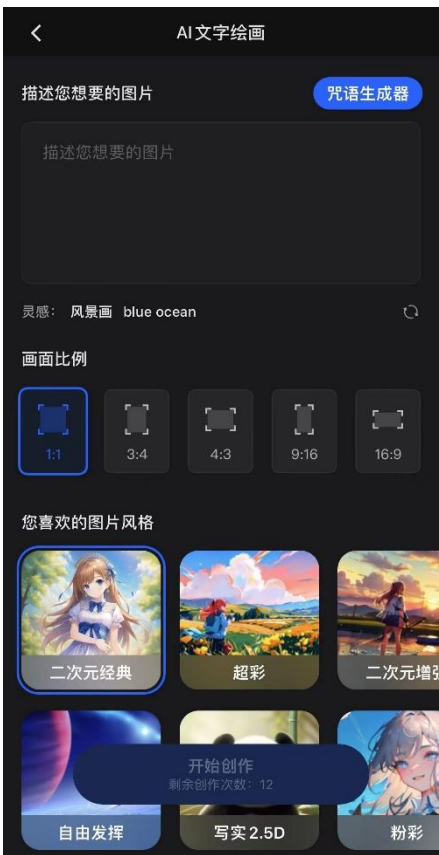 AI文字绘画
描述您想要的图片
咒语生成器
描述您想要的图片
灵感： 风景画 blue ocean
画面比例
1:1 3:4 4:3 9:16 16:9
您喜欢的图片风格
二次元经典 超彩 二次元增强
开始创作
剩余创作次数：12
自由发挥 写实2.5D 粉彩